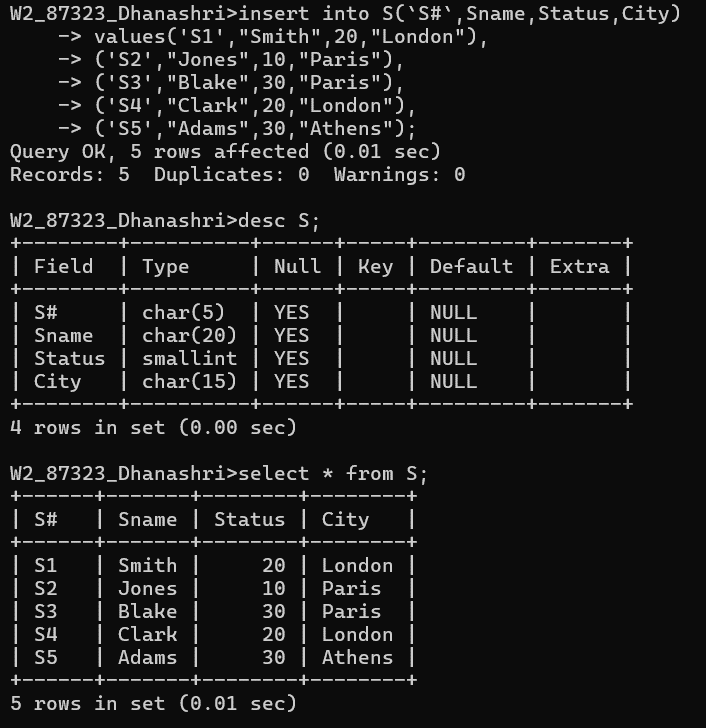 W2_87323_Dhanashri>insert into S(`S#`,Sname,Status,City)
    -> values('S1',"Smith",20,"London"),
    -> ('S2',"Jones",10,"Paris"),
    -> ('S3',"Blake",30,"Paris"),
    -> ('S4',"Clark",20,"London"),
    -> ('S5',"Adams",30,"Athens");
Query OK, 5 rows affected (0.01 sec)
Records: 5  Duplicates: 0  Warnings: 0

W2_87323_Dhanashri>desc S;
+--------+----------+------+-----+---------+-------+
| Field  | Type     | Null | Key | Default | Extra |
+--------+----------+------+-----+---------+-------+
| S#     | char(5)  | YES  |     | NULL    |       |
| Sname  | char(20) | YES  |     | NULL    |       |
| Status | smallint | YES  |     | NULL    |       |
| City   | char(15) | YES  |     | NULL    |       |
+--------+----------+------+-----+---------+-------+
4 rows in set (0.00 sec)

W2_87323_Dhanashri>select * from S;
+------+-------+--------+--------+
| S#   | Sname | Status | City   |
+------+-------+--------+--------+
| S1   | Smith |     20 | London |
| S2   | Jones |     10 | Paris  |
| S3   | Blake |     30 | Paris  |
| S4   | Clark |     20 | London |
| S5   | Adams |     30 | Athens |
+------+-------+--------+--------+
5 rows in set (0.01 sec)